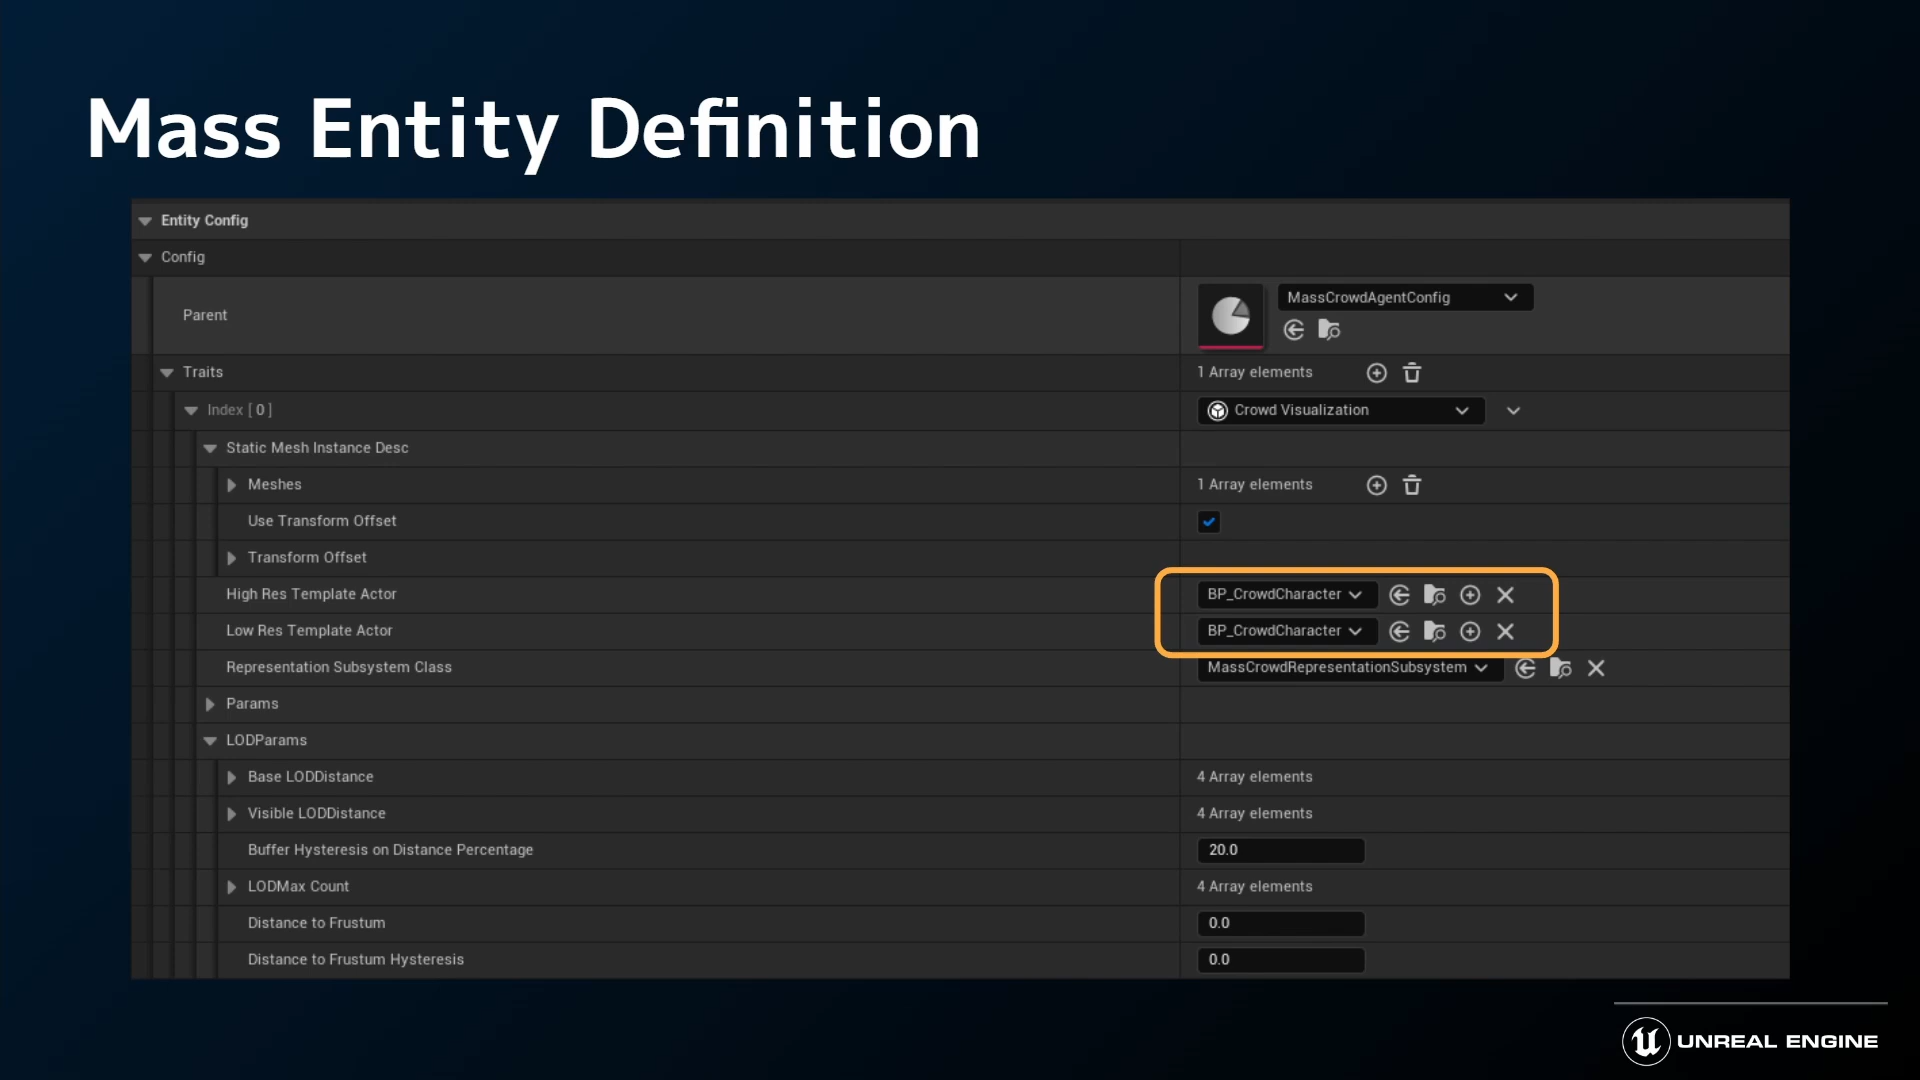 Mass Entity Definition
Entity Config
Config
Parent
MassCrowdAgentConfig
Traits
1 Array elements
Index [ 0 ]
Crowd Visualization
Static Mesh Instance Desc
Meshes
1 Array elements
Use Transform Offset
Transform Offset
High Res Template Actor
BP_CrowdCharacter
Low Res Template Actor
BP_CrowdCharacter
Representation Subsystem Class
MassCrowdRepresentationSubsystem
Params
LODParams
Base LODDistance
4 Array elements
Visible LODDistance
4 Array elements
Buffer Hysteresis on Distance Percentage
20.0
LODMax Count
4 Array elements
Distance to Frustum
0.0
Distance to Frustum Hysteresis
0.0
UNREAL ENGINE